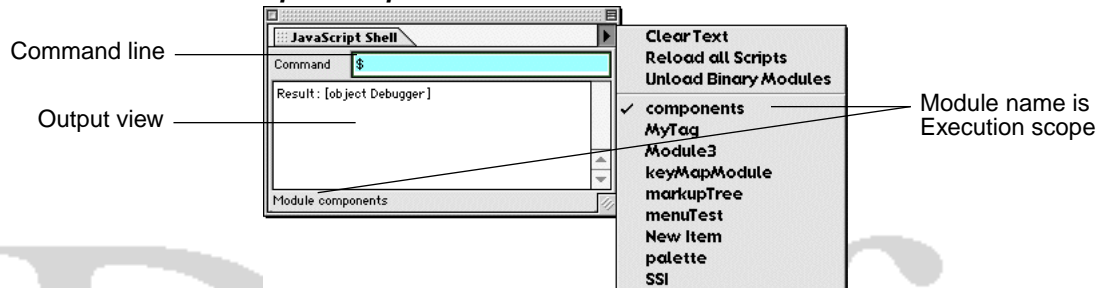 JavaScript Shell
Command line
Command
$
Result: [object Debugger]
Output view
Module components
Clear Text
Reload all Scripts
Unload Binary Modules
✓ components
MyTag
Module3
keyMapModule
markupTree
menuTest
New Item
palette
SSI
Module name is
Execution scope